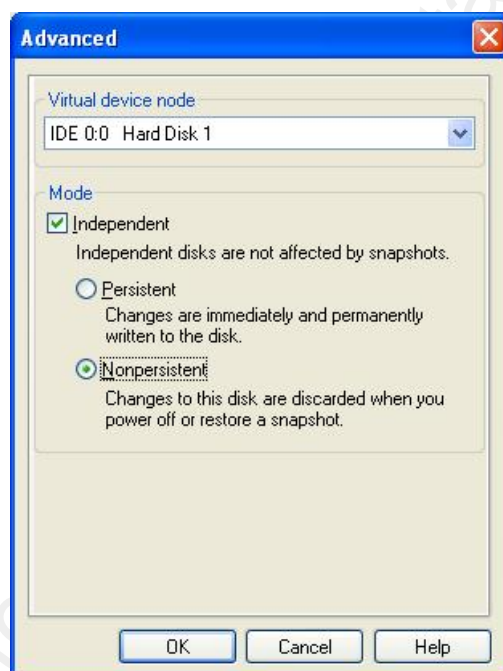 Advanced
Virtual device node
IDE 0:0 Hard Disk 1
Mode
Independent
Independent disks are not affected by snapshots.
Persistent
Changes are immediately and permanently
written to the disk.
Nonpersistent
Changes to this disk are discarded when you
power off or restore a snapshot.
OK Cancel Help